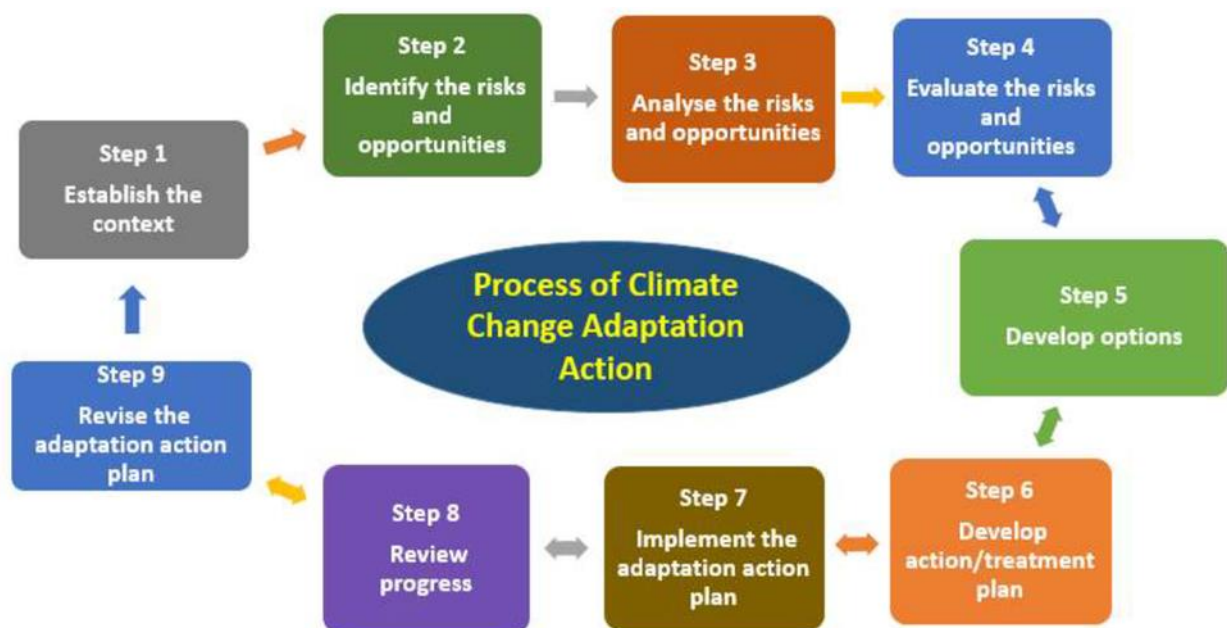 Step 1
Establish the
context
Step 2
Identify the risks
and
opportunities
Step 3
Analyse the risks
and opportunities
Step 4
Evaluate the risks
and
opportunities
Step 5
Develop options
Step 6
Develop
action/treatment
plan
Step 7
Implement the
adaptation action
plan
Step 8
Review
progress
Step 9
Revise the
adaptation action
plan
Process of Climate
Change Adaptation
Action